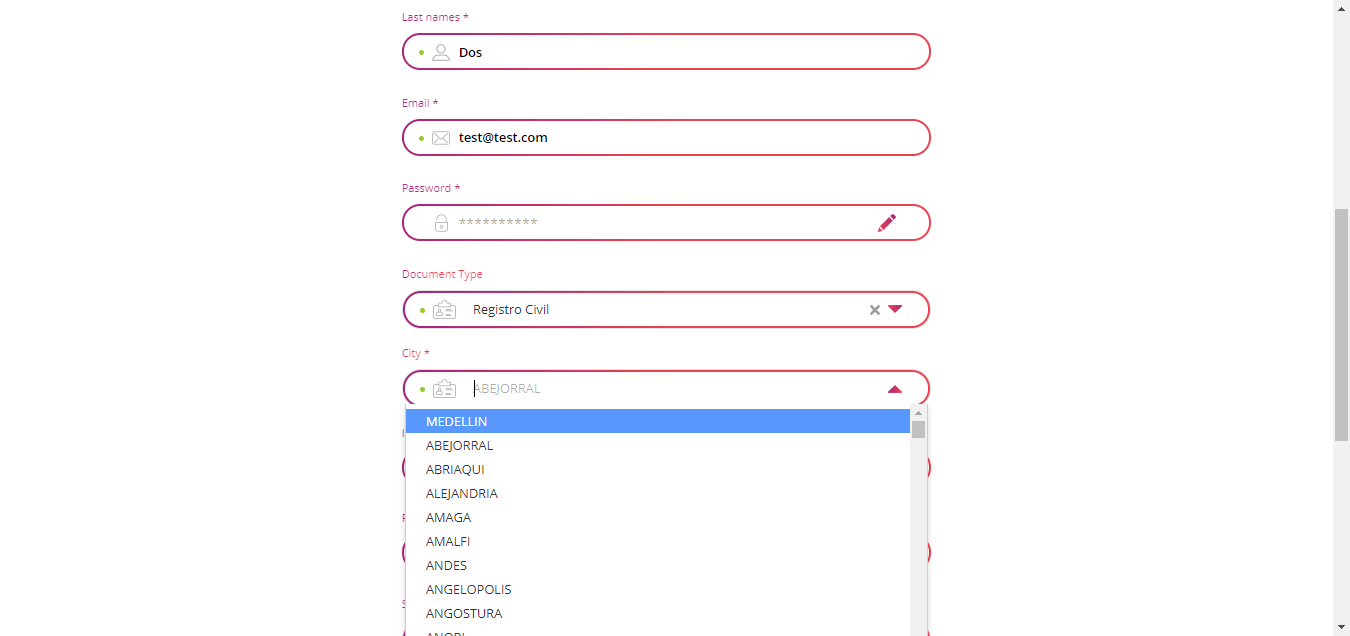 Last names *
Dos
Email *
test@test.com
Password *
**********
Document Type
Registro Civil
City *
ABEJORRAL
MEDELLIN
ABEJORRAL
ABRIAQUI
ALEJANDRIA
AMAGA
AMALFI
ANDES
ANGELOPOLIS
ANGOSTURA